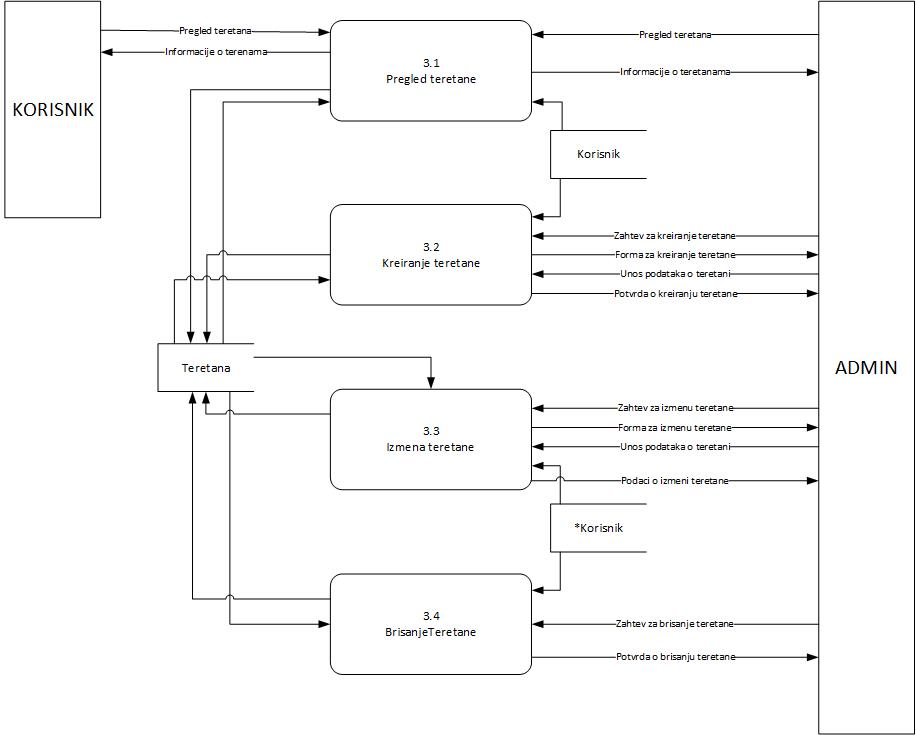 KORISNIK
Pregled teretana
Informacije o terenama
3.1
Pregled teretane
Pregled teretana
Informacije o teretanama
Korisnik
3.2
Kreiranje teretane
Zahtev za kreiranje teretane
Forma za kreiranje teretane
Unos podataka o teretani
Potvrda o kreiranju teretane
Teretana
ADMIN
3.3
Izmena teretane
Zahtev za izmenu teretane
Forma za izmenu teretane
Unos podataka o teretani
Podaci o izmeni teretane
*Korisnik
3.4
BrisanjeTeretane
Zahtev za brisanje teretane
Potvrda o brisanju teretane